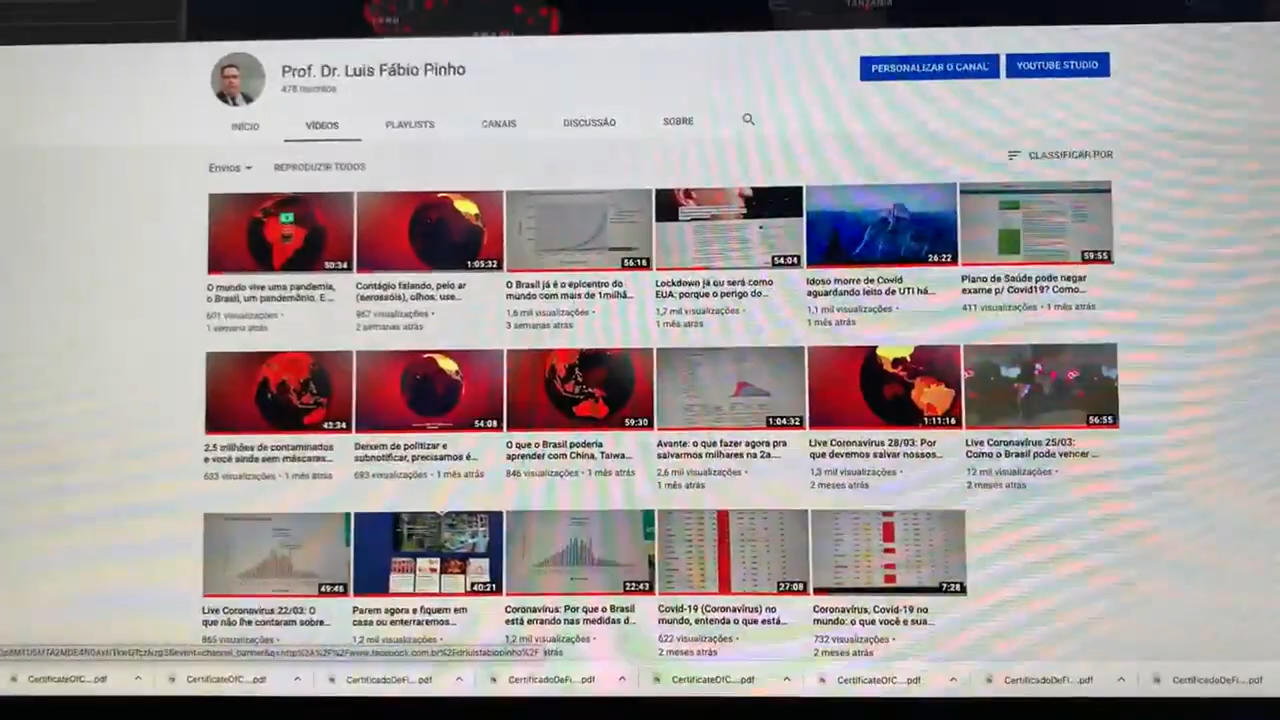 TANZANIA
Prof. Dr. Luis Fábio Pinho
478 inscritos
PERSONALIZAR O CANAL
YOUTUBE STUDIO
INÍCIO
VÍDEOS
PLAYLISTS
CANAIS
DISCUSSÃO
SOBRE
Envios
REPRODUZIR TODOS
CLASSIFICAR POR
50:34
1:05:32
56:16
54:04
26:22
59:55
O mundo vive uma pandemia,
o Brasil, um pandemônio. E...
601 visualizações •
1 semana atrás
Contágio falando, pelo ar
(aerossóis), olhos; use...
967 visualizações •
2 semanas atrás
O Brasil já é o epicentro do
mundo com mais de 1milhã...
1,6 mil visualizações •
3 semanas atrás
Lockdown já ou será como
EUA; porque o perigo do...
1,7 mil visualizações •
1 mês atrás
Idoso morre de Covid
aguardando leito de UTI há...
1,1 mil visualizações •
1 mês atrás
Plano de Saúde pode negar
exame p/ Covid19? Como...
411 visualizações • 1 mês atrás
43:34
54:08
59:30
1:04:32
1:11:16
56:55
2,5 milhões de contaminados
e você ainda sem máscaras...
633 visualizações • 1 mês atrás
Deixem de politizar e
subnotificar, precisamos é...
693 visualizações • 1 mês atrás
O que o Brasil poderia
aprender com China, Taiwa...
846 visualizações • 1 mês atrás
Avante: o que fazer agora pra
salvarmos milhares na 2a....
2,6 mil visualizações •
1 mês atrás
Live Coronavírus 28/03: Por
que devemos salvar nossos...
1,3 mil visualizações •
2 meses atrás
Live Coronavírus 25/03:
Como o Brasil pode vencer ...
12 mil visualizações •
2 meses atrás
49:46
40:21
22:43
27:08
7:28
Live Coronavírus 22/03: O
que não lhe contaram sobre...
865 visualizações •
Parem agora e fiquem em
casa ou enterraremos...
1,2 mil visualizações •
Coronavírus: Por que o Brasil
está errando nas medidas d...
1,2 mil visualizações •
atrás
Covid-19 (Coronavírus) no
mundo, entenda o que está...
622 visualizações •
2 meses atrás
Coronavírus, Covid-19 no
mundo: o que você e sua...
732 visualizações •
2 meses atrás
CertificateOfC....pdf
CertificateOfC....pdf
CertificadoDeFi....pdf
CertificadoDeFi....pdf
CertificateOfC....pdf
CertificateOfC....pdf
CertificadoDeFi....pdf
CertificadoDeFi....pdf